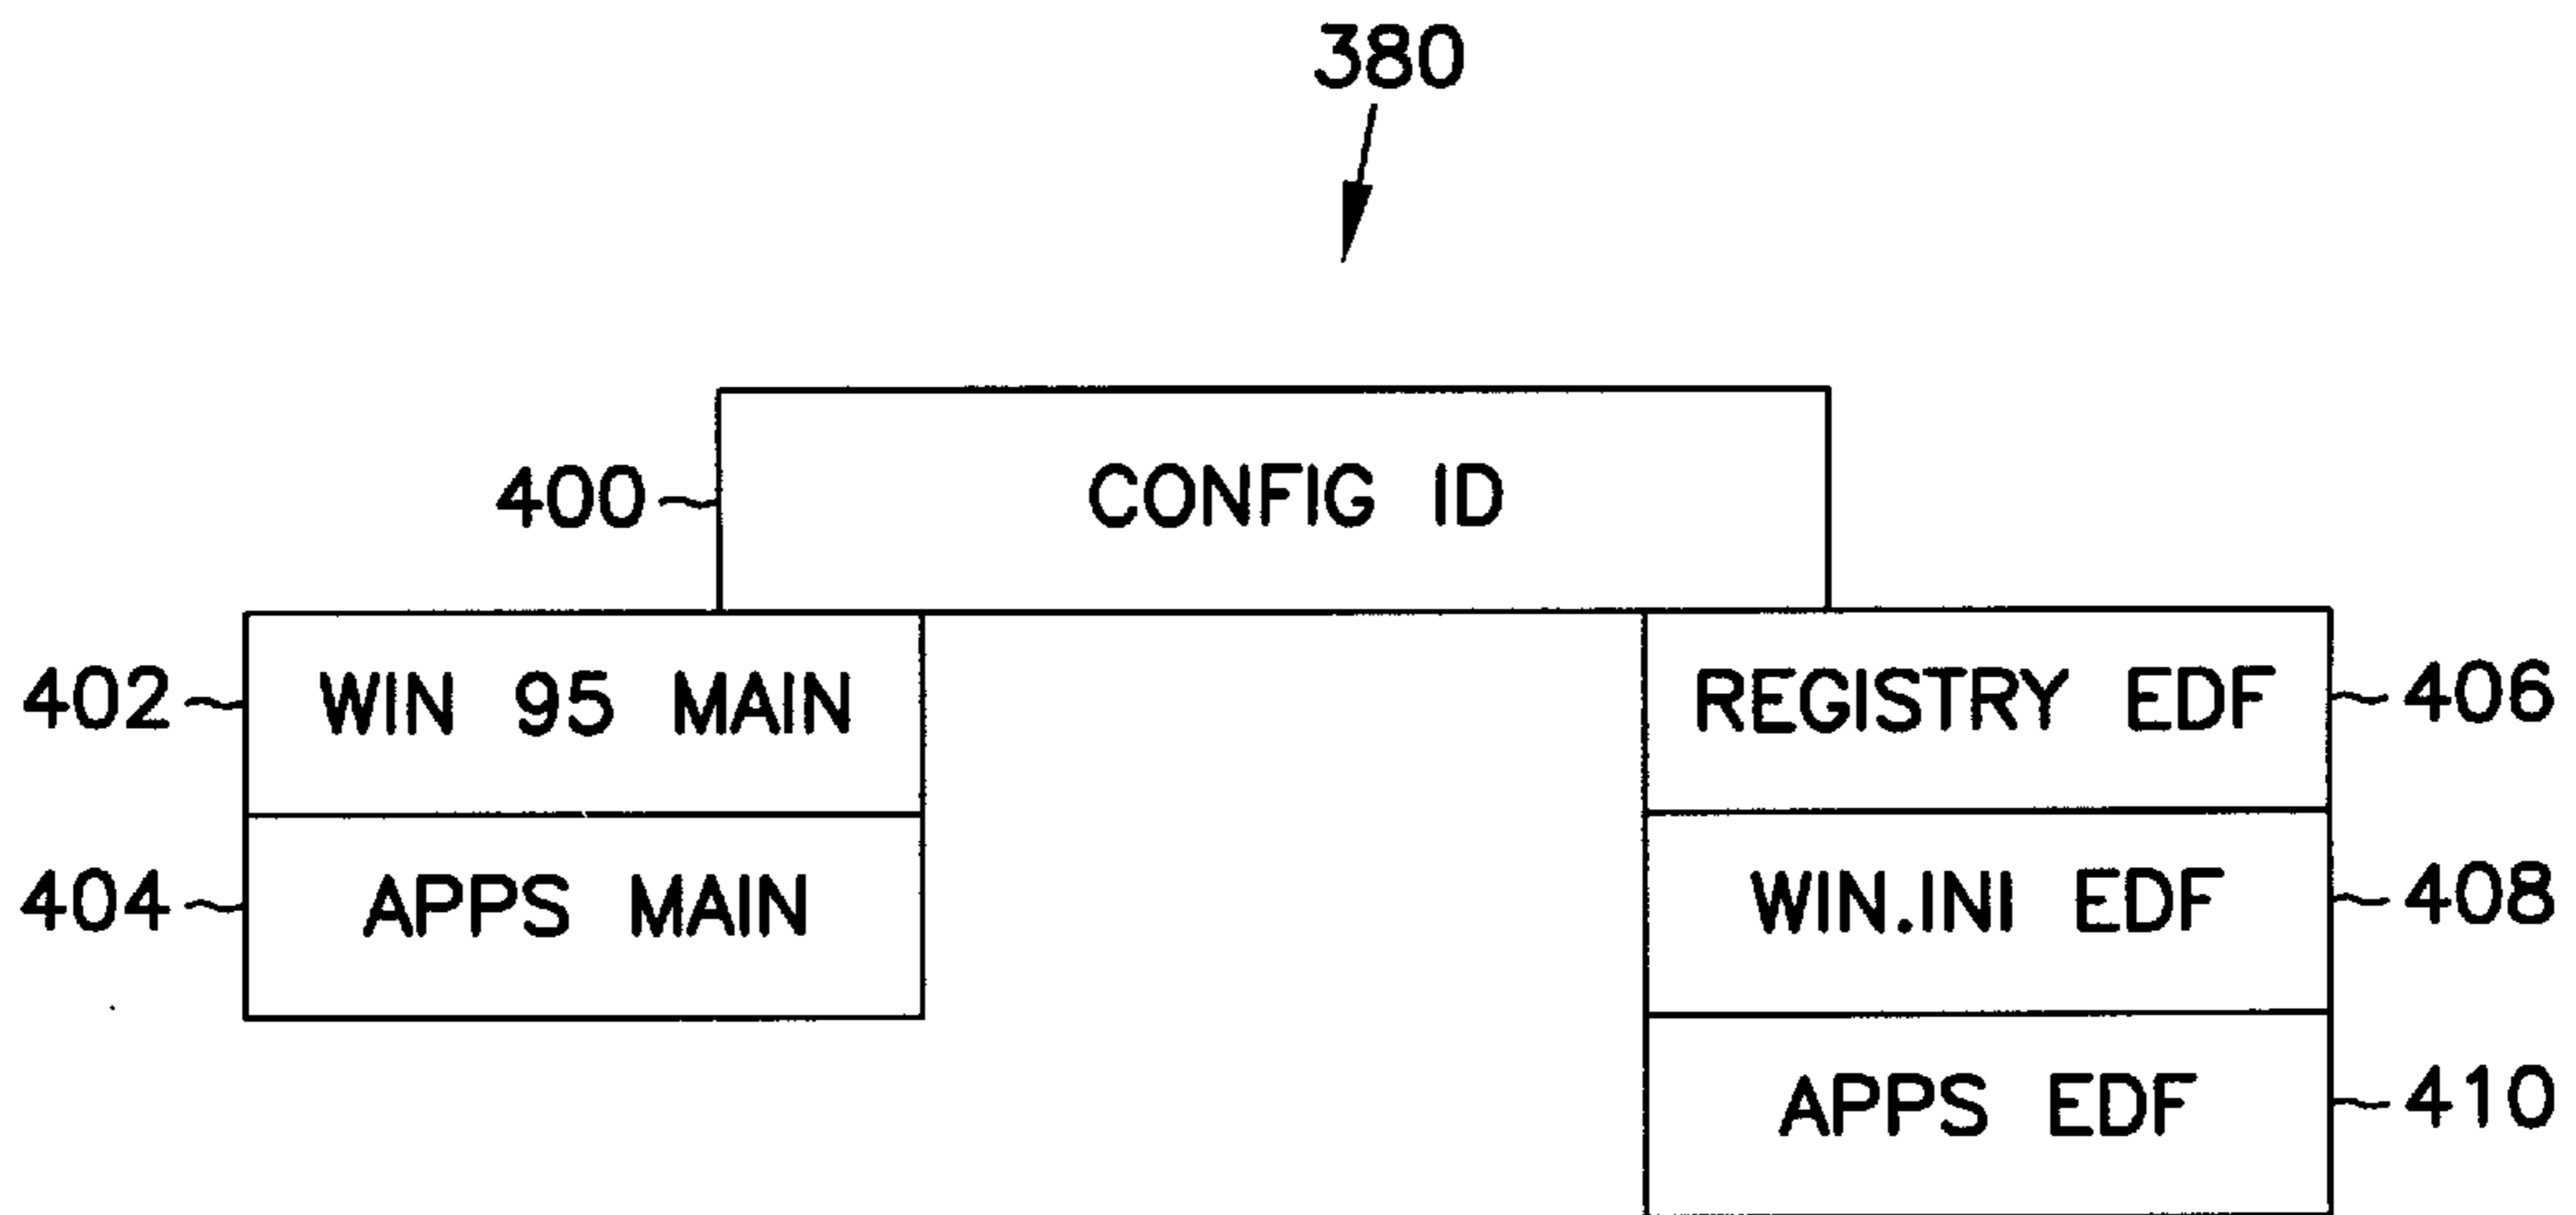 380
400 CONFIG ID
402 WIN 95 MAIN
REGISTRY EDF 406
404 APPS MAIN
WIN.INI EDF 408
APPS EDF 410